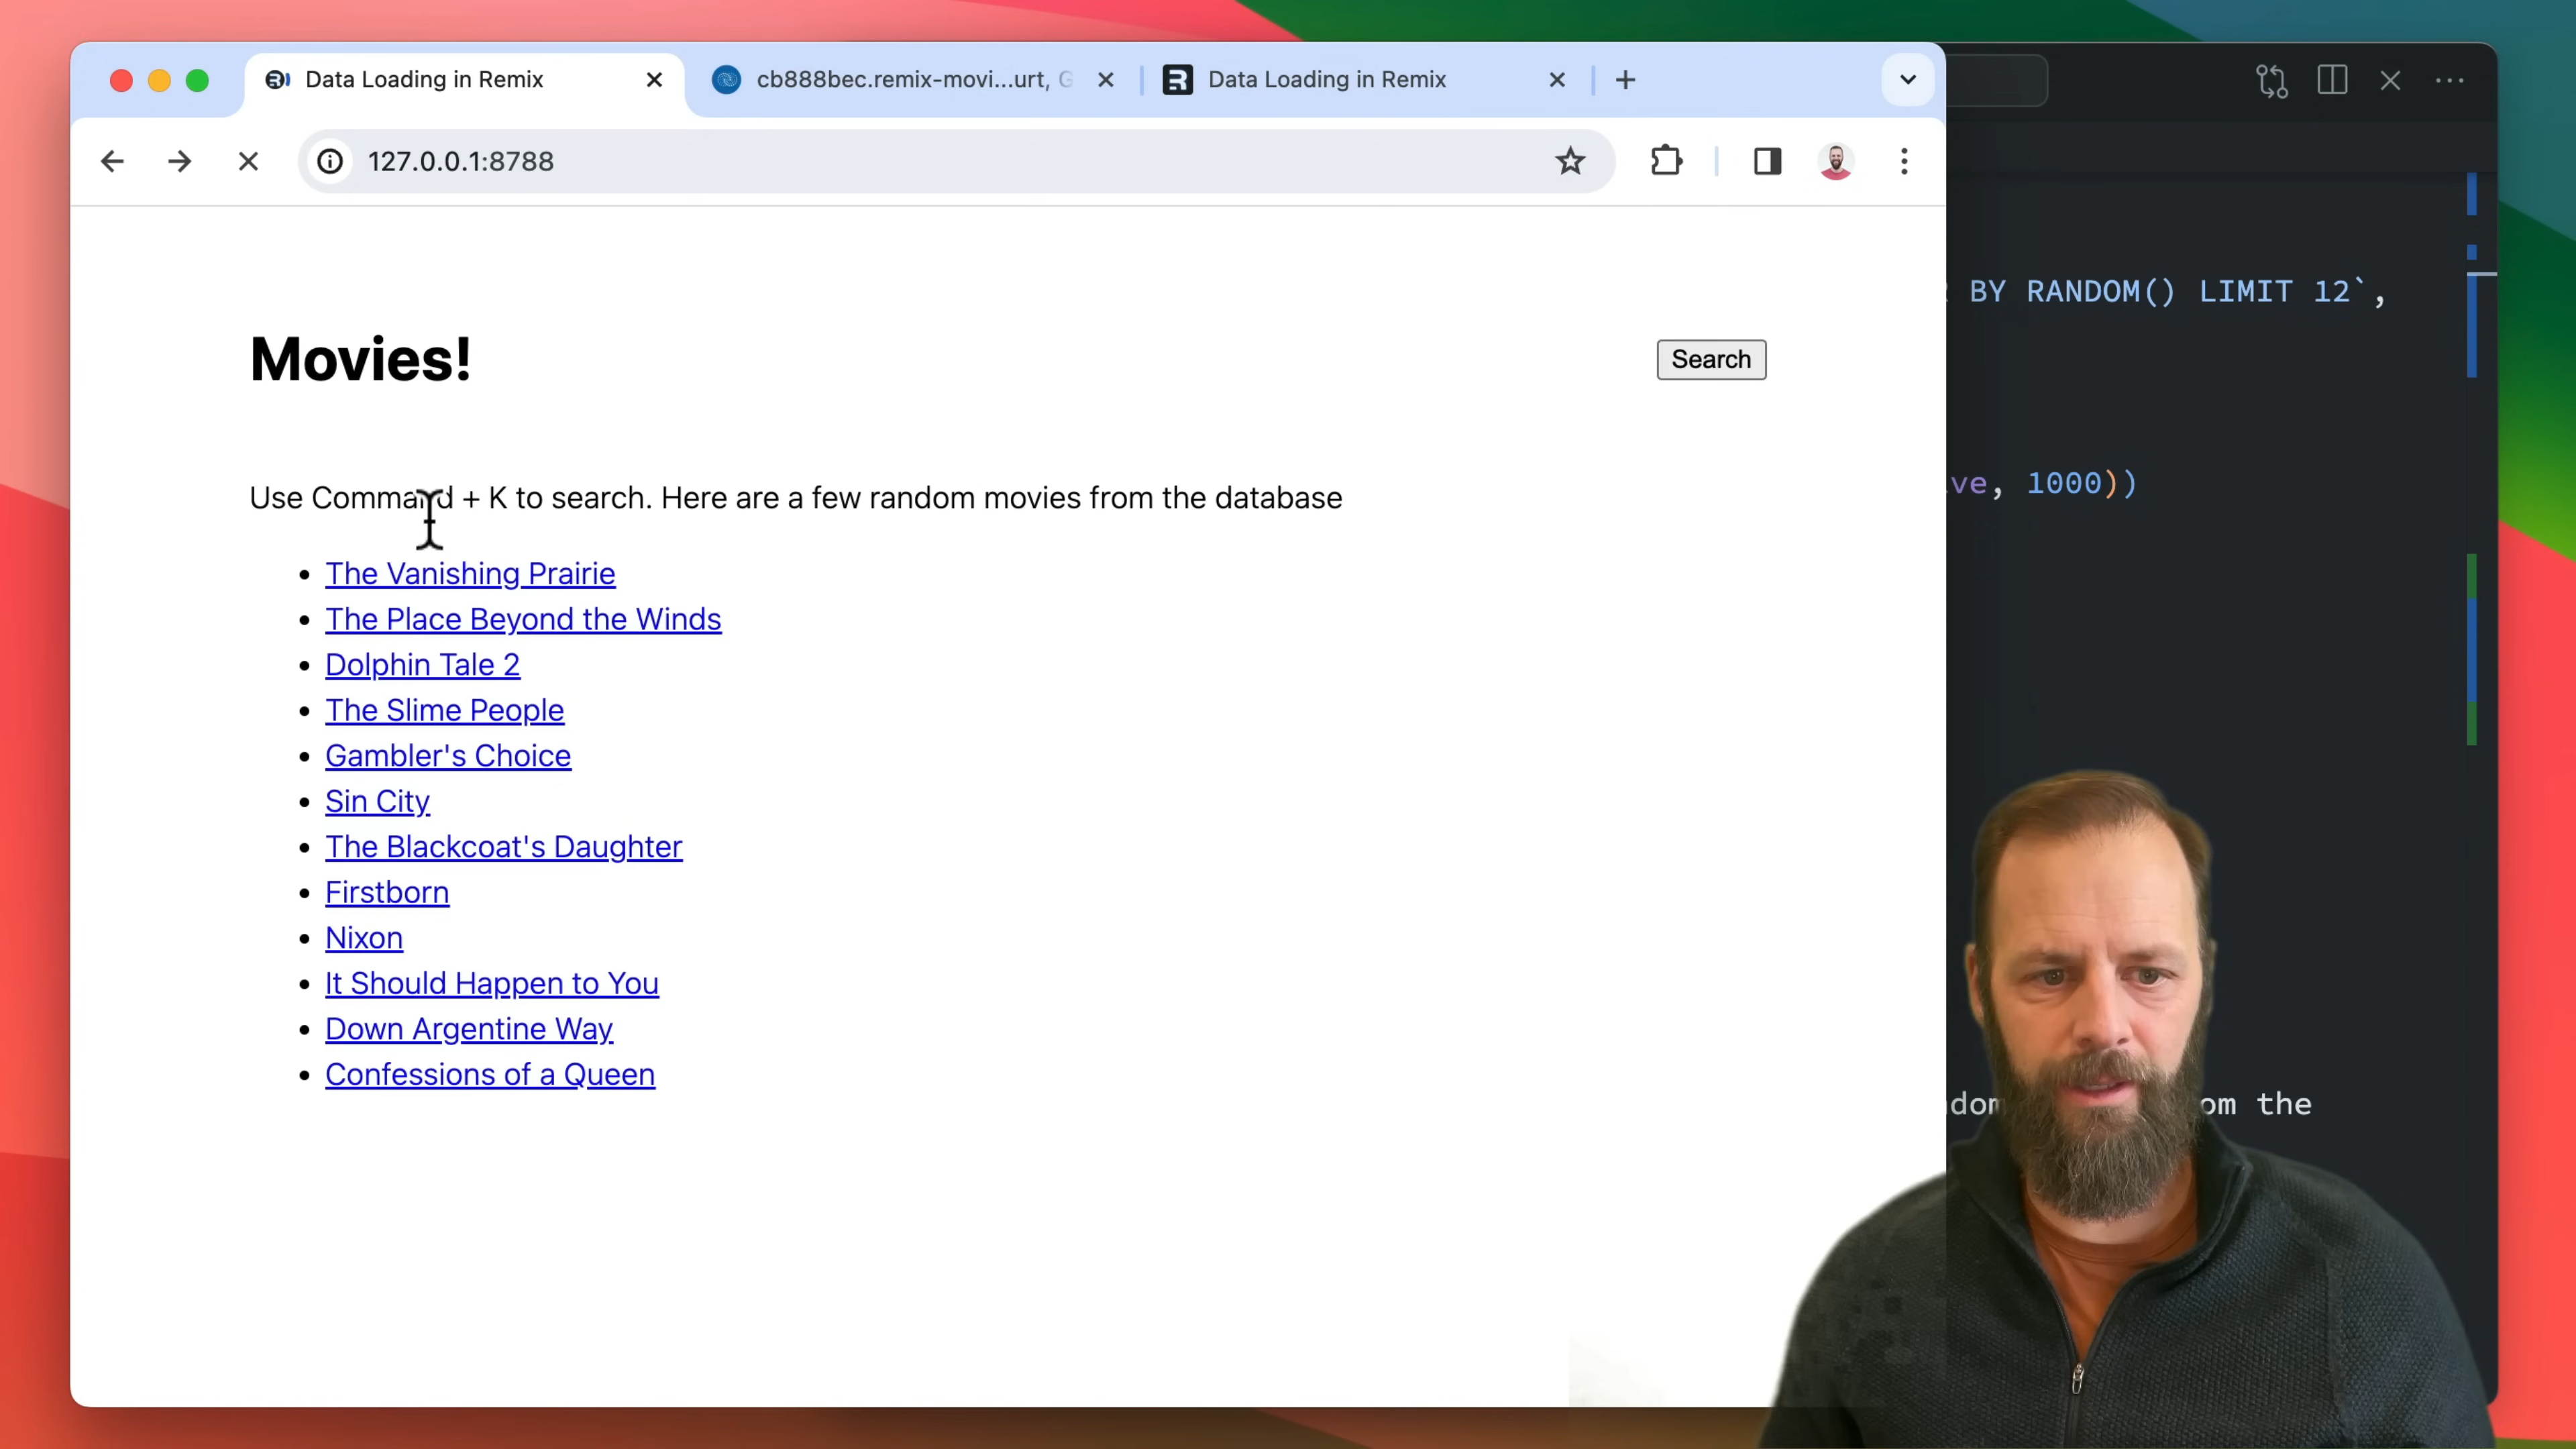 Data Loading in Remix
cb888bec.remix-movi...urt, G
Data Loading in Remix
127.0.0.1:8788
Movies!
Search
Use Command + K to search. Here are a few random movies from the database
The Vanishing Prairie
The Place Beyond the Winds
Dolphin Tale 2
The Slime People
Gambler's Choice
Sin City
The Blackcoat's Daughter
Firstborn
Nixon
It Should Happen to You
Down Argentine Way
Confessions of a Queen
BY RANDOM() LIMIT 12`,
ve, 1000))
dom om the